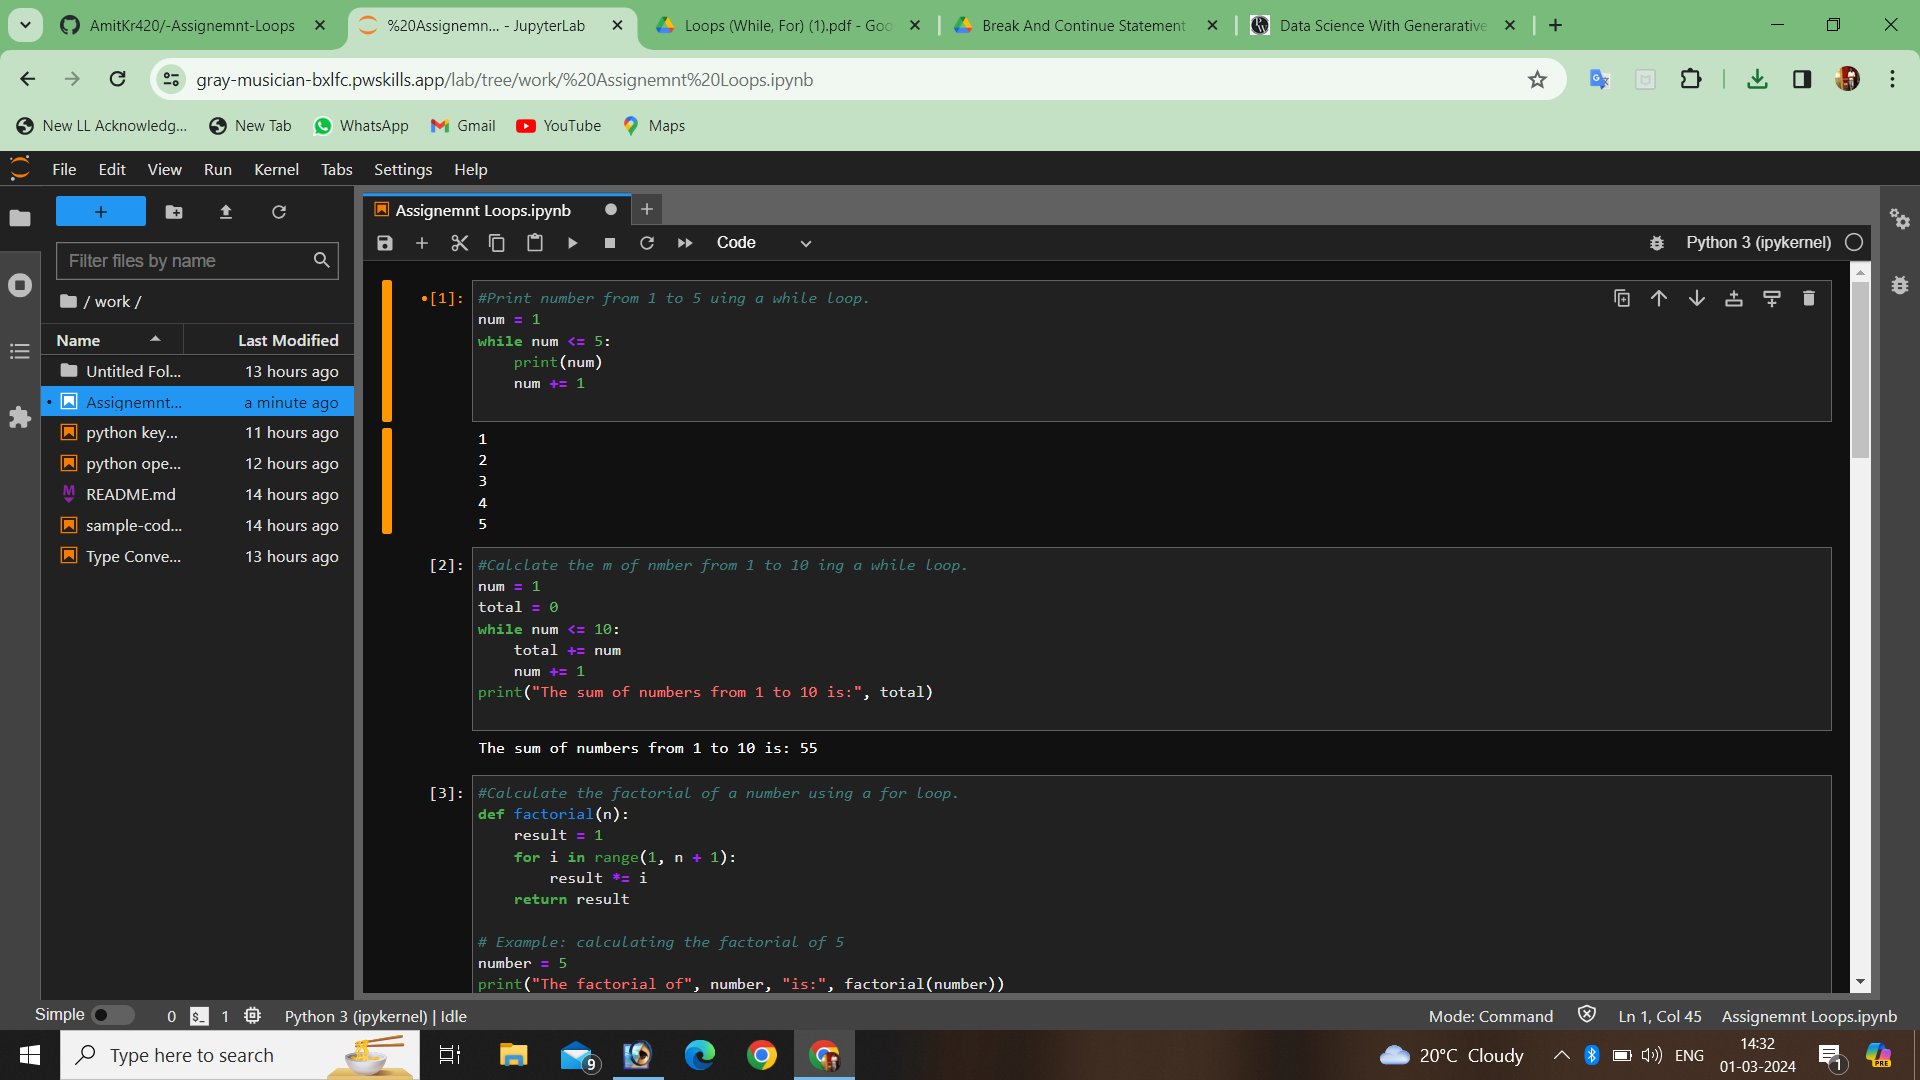 AmitKr420/-Assignemnt-Loops
%20Assignemn... - JupyterLab
Loops (While, For) (1).pdf - Goo
Break And Continue Statement
Data Science With Generarative
gray-musician-bxlfc.pwskills.app/lab/tree/work/%20Assignemnt%20Loops.ipynb
New LL Acknowledg...
New Tab
WhatsApp
Gmail
YouTube
Maps
File Edit View Run Kernel Tabs Settings Help
Filter files by name
/ work /
Name Last Modified
Untitled Fol... 13 hours ago
Assignemnt... a minute ago
python key... 11 hours ago
python ope... 12 hours ago
README.md 14 hours ago
sample-cod... 14 hours ago
Type Conve... 13 hours ago
Assignemnt Loops.ipynb
Code
Python 3 (ipykernel)
[1]:
#Print number from 1 to 5 uing a while loop.
num = 1
while num <= 5:
    print(num)
    num += 1
1
2
3
4
5
[2]:
#Calclate the m of nmber from 1 to 10 ing a while loop.
num = 1
total = 0
while num <= 10:
    total += num
    num += 1
print("The sum of numbers from 1 to 10 is:", total)
The sum of numbers from 1 to 10 is: 55
[3]:
#Calculate the factorial of a number using a for loop.
def factorial(n):
    result = 1
    for i in range(1, n + 1):
        result *= i
    return result
# Example: calculating the factorial of 5
number = 5
print("The factorial of", number, "is:", factorial(number))
Simple 0 $_ 1 Python 3 (ipykernel) | Idle
Mode: Command Ln 1, Col 45 Assignemnt Loops.ipynb
Type here to search
9
20°C Cloudy
ENG
14:32
01-03-2024
1
PRE